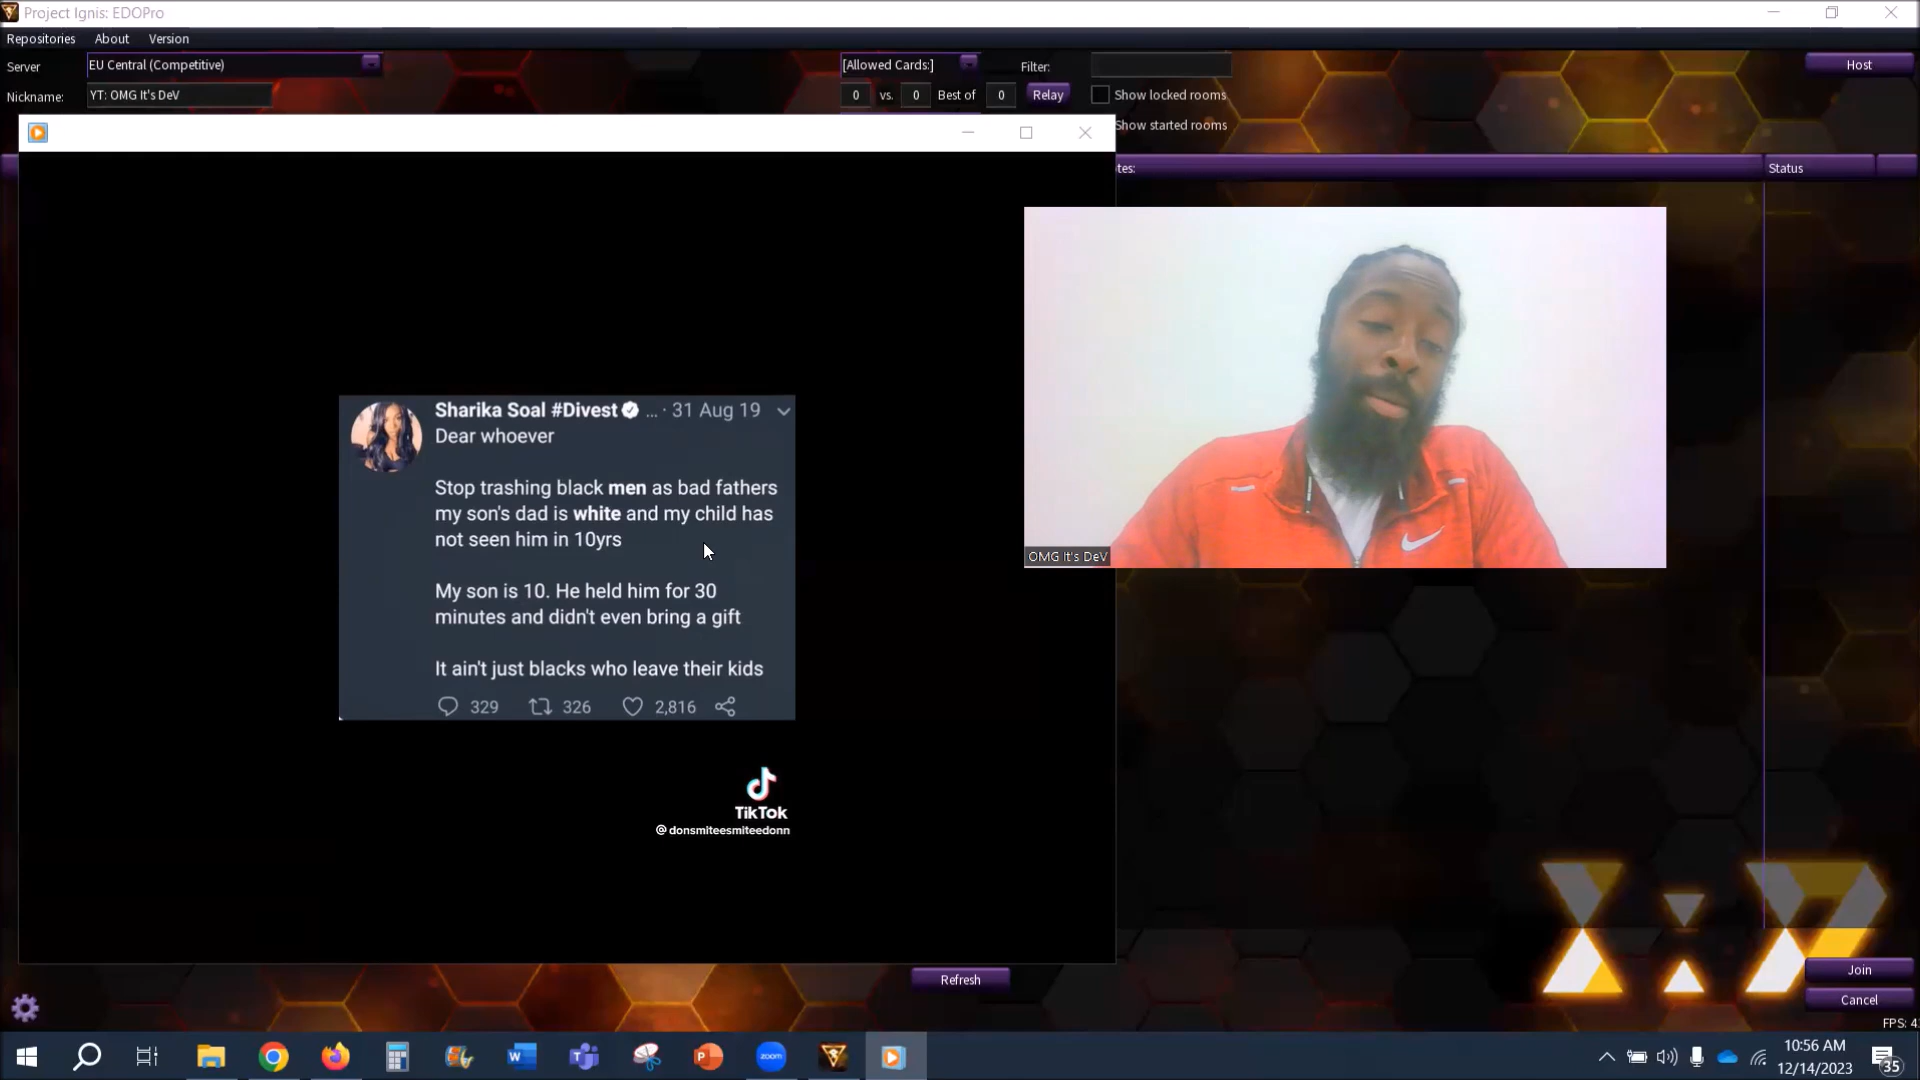 Project Ignis: EDOPro
Repositories About Version
Server EU Central (Competitive) [Allowed Cards:] Filter: Host
Nickname: YT: OMG It's DeV 0 vs. 0 Best of 0 Relay Show locked rooms
Show started rooms
tes: Status
Sharika Soal #Divest ... · 31 Aug 19
Dear whoever
Stop trashing black men as bad fathers
my son's dad is white and my child has
not seen him in 10yrs
My son is 10. He held him for 30
minutes and didn't even bring a gift
It ain't just blacks who leave their kids
329 326 2,816
TikTok
@donsmiteesmiteedonn
OMG It's DeV
Refresh
Join
Cancel
FPS: 4
zoom
10:56 AM
12/14/2023
35